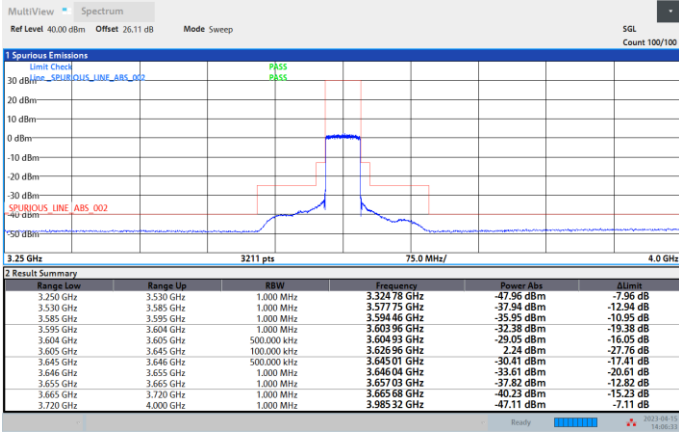 MultiView Spectrum
Ref Level 40.00 dBm Offset 26.11 dB Mode Sweep SGL
Count 100/100
1 Spurious Emissions
Limit Check PASS
Line _SPURIOUS_LINE_ABS_002 PASS
30 dBm
20 dBm
10 dBm
0 dBm
-10 dBm
-20 dBm
-30 dBm
SPURIOUS_LINE_ABS_002
-40 dBm
-50 dBm
3.25 GHz 3211 pts 75.0 MHz/ 4.0 GHz
2 Result Summary
Range Low Range Up RBW Frequency Power Abs ΔLimit
3.250 GHz 3.530 GHz 1.000 MHz 3.324 78 GHz -47.96 dBm -7.96 dB
3.530 GHz 3.585 GHz 1.000 MHz 3.577 75 GHz -37.94 dBm -12.94 dB
3.585 GHz 3.595 GHz 1.000 MHz 3.594 46 GHz -35.95 dBm -10.95 dB
3.595 GHz 3.604 GHz 1.000 MHz 3.603 96 GHz -32.38 dBm -19.38 dB
3.604 GHz 3.605 GHz 500.000 kHz 3.604 93 GHz -29.05 dBm -16.05 dB
3.605 GHz 3.645 GHz 100.000 kHz 3.626 96 GHz 2.24 dBm -27.76 dB
3.645 GHz 3.646 GHz 500.000 kHz 3.645 01 GHz -30.41 dBm -17.41 dB
3.646 GHz 3.655 GHz 1.000 MHz 3.646 04 GHz -33.61 dBm -20.61 dB
3.655 GHz 3.665 GHz 1.000 MHz 3.657 03 GHz -37.82 dBm -12.82 dB
3.665 GHz 3.720 GHz 1.000 MHz 3.665 68 GHz -40.23 dBm -15.23 dB
3.720 GHz 4.000 GHz 1.000 MHz 3.985 32 GHz -47.11 dBm -7.11 dB
Ready 2023-04-15
14:06:33